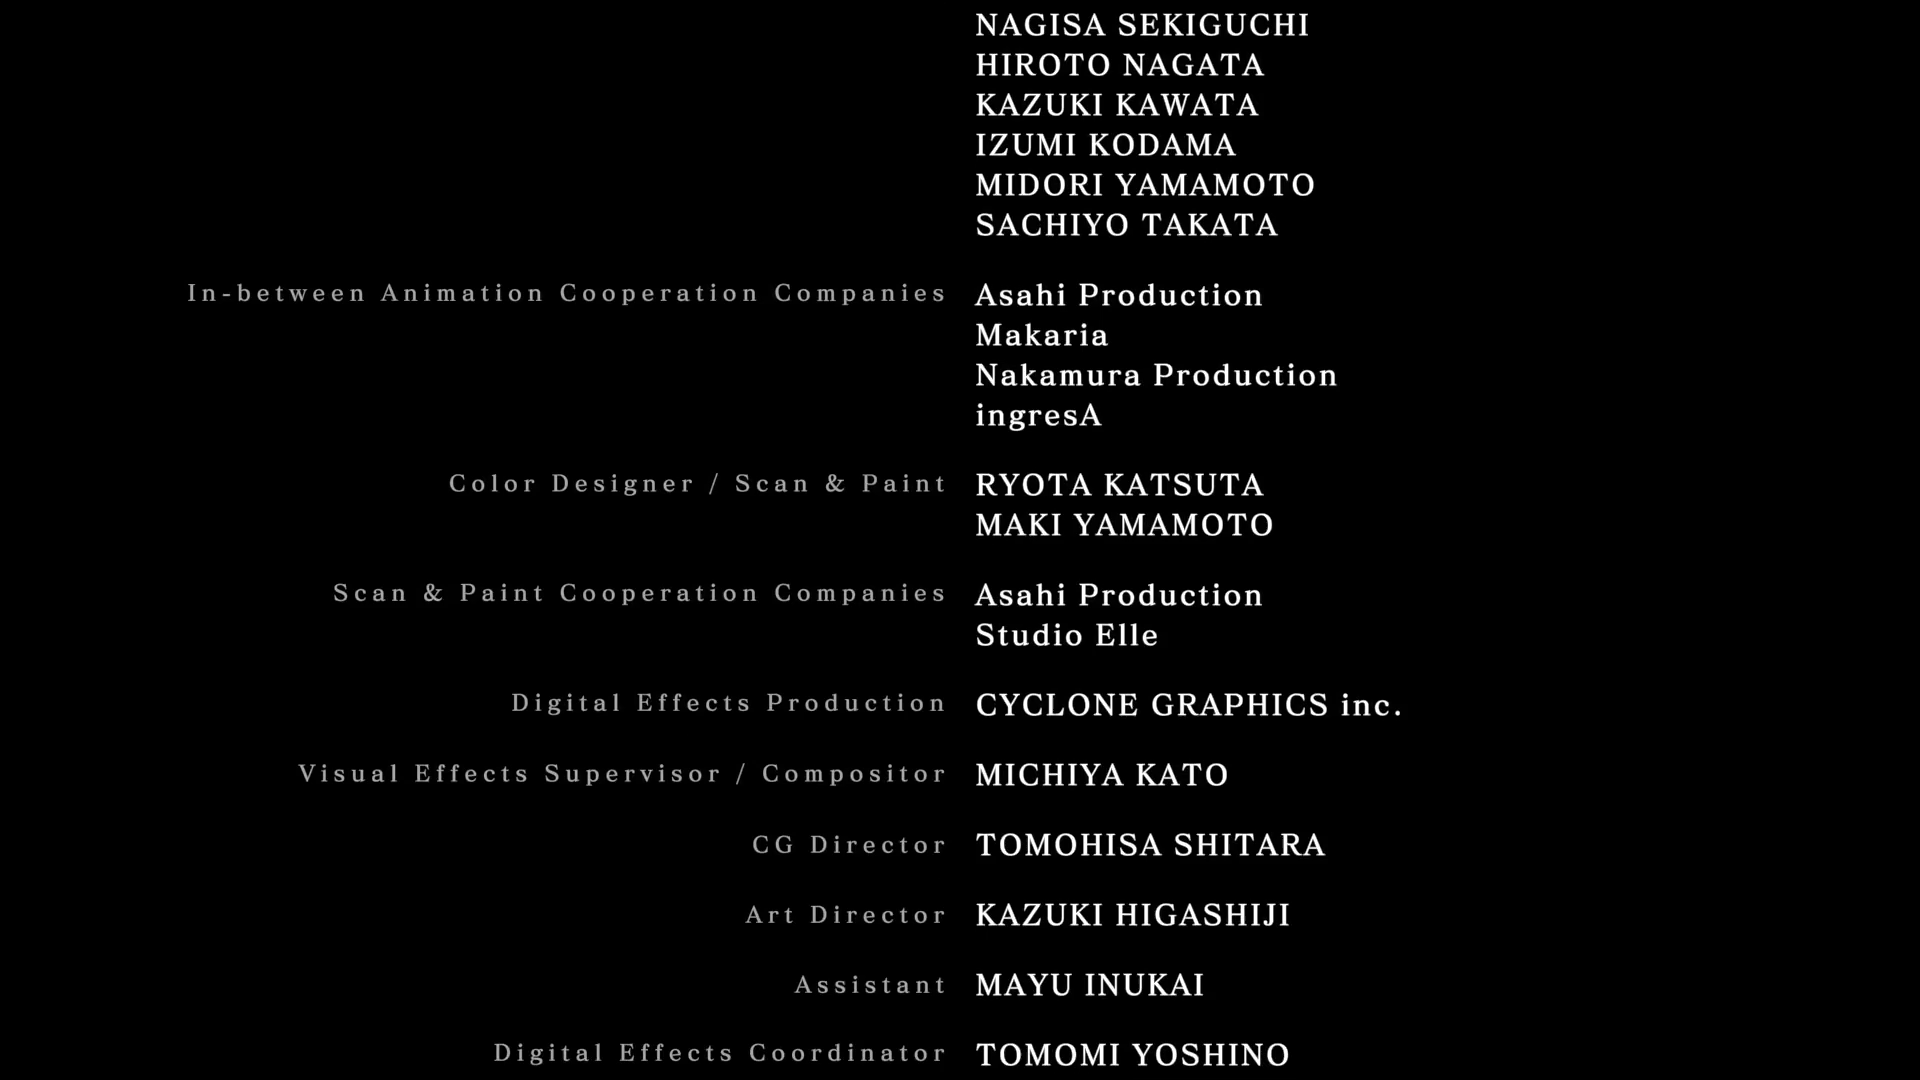 NAGISA SEKIGUCHI
HIROTO NAGATA
KAZUKI KAWATA
IZUMI KODAMA
MIDORI YAMAMOTO
SACHIYO TAKATA
In-between Animation Cooperation Companies Asahi Production
Makaria
Nakamura Production
ingresA
Color Designer / Scan & Paint RYOTA KATSUTA
MAKI YAMAMOTO
Scan & Paint Cooperation Companies Asahi Production
Studio Elle
Digital Effects Production CYCLONE GRAPHICS inc.
Visual Effects Supervisor / Compositor MICHIYA KATO
CG Director TOMOHISA SHITARA
Art Director KAZUKI HIGASHIJI
Assistant MAYU INUKAI
Digital Effects Coordinator TOMOMI YOSHINO